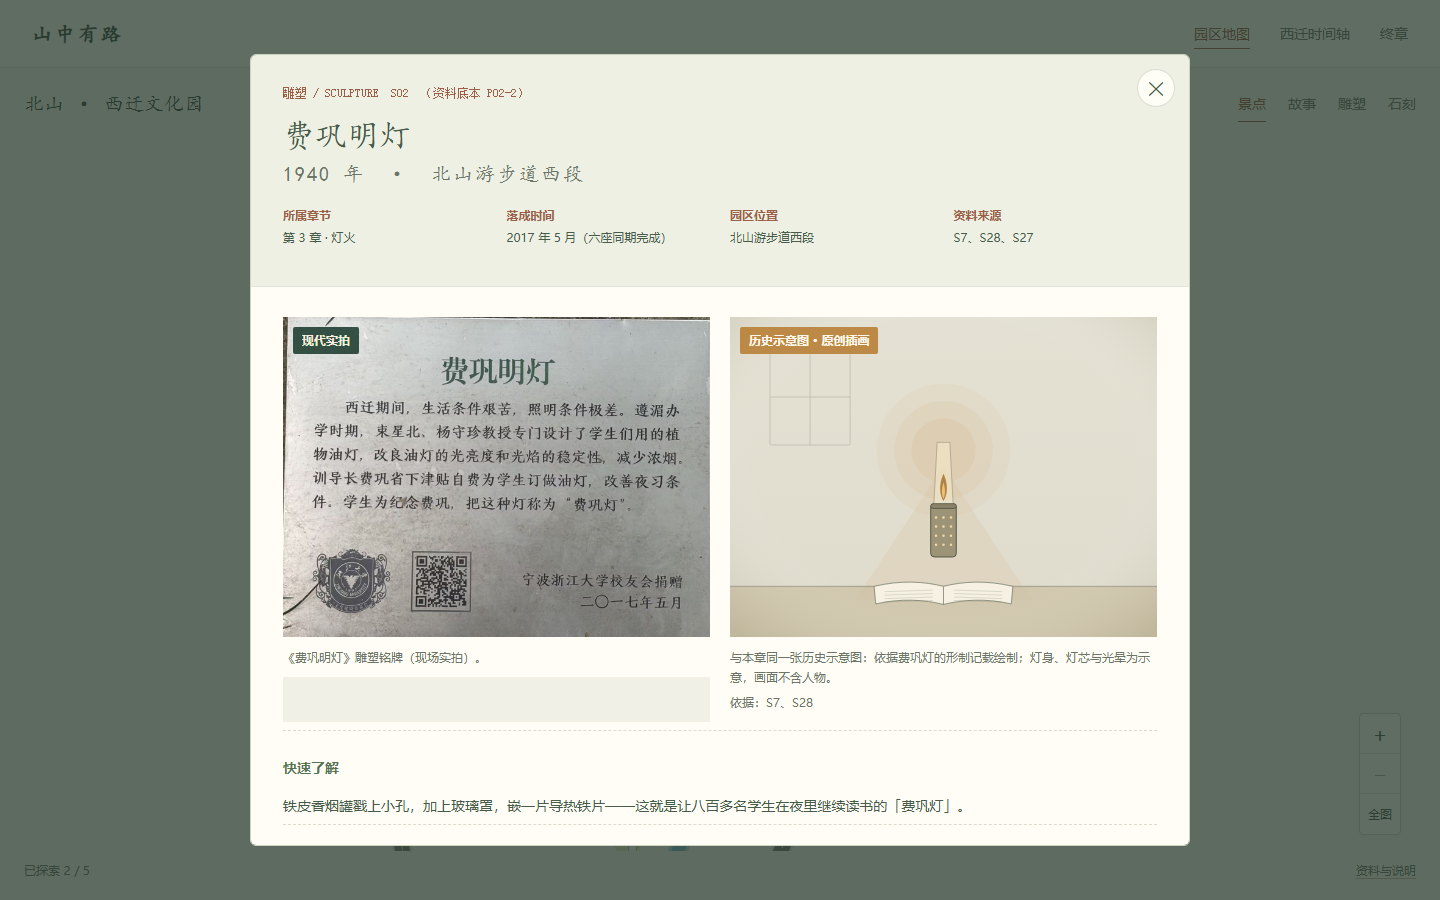 山中有路
园区地图 西迁时间轴 终章
北山 • 西迁文化园
景点 故事 雕塑 石刻
雕塑 / SCULPTURE S02 （资料底本 P02-2）
费巩明灯
1940 年 • 北山游步道西段
所属章节 落成时间 园区位置 资料来源
第 3 章 · 灯火 2017 年 5 月（六座同期完成） 北山游步道西段 S7、S28、S27
现代实拍
费巩明灯
西迁期间，生活条件艰苦，照明条件极差。遵湄办
学时期，束星北、杨守珍教授专门设计了学生们用的植
物油灯，改良油灯的光亮度和光焰的稳定性，减少浓烟。
训导长费巩省下津贴自费为学生订做油灯，改善夜习条
件。学生为纪念费巩，把这种灯称为“费巩灯”。
宁波浙江大学校友会捐赠
二〇一七年五月
历史示意图 • 原创插画
《费巩明灯》雕塑铭牌（现场实拍）。
与本章同一张历史示意图：依据费巩灯的形制记载绘制；灯身、灯芯与光晕为示
意，画面不含人物。
依据：S7、S28
快速了解
铁皮香烟罐戳上小孔，加上玻璃罩，嵌一片导热铁片——这就是让八百多名学生在夜里继续读书的「费巩灯」。
+
−
全图
已探索 2 / 5
资料与说明